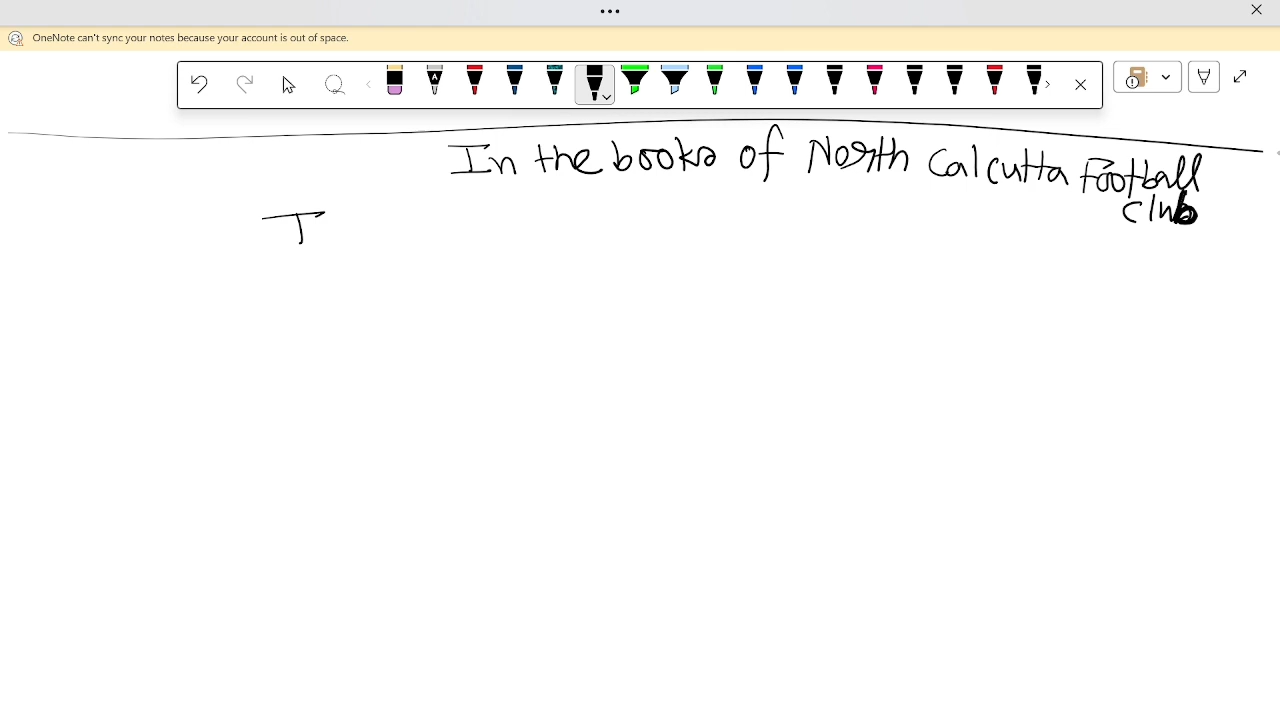 OneNote can't sync your notes because your account is out of space.
In the books of North Calcutta Football
Club
T